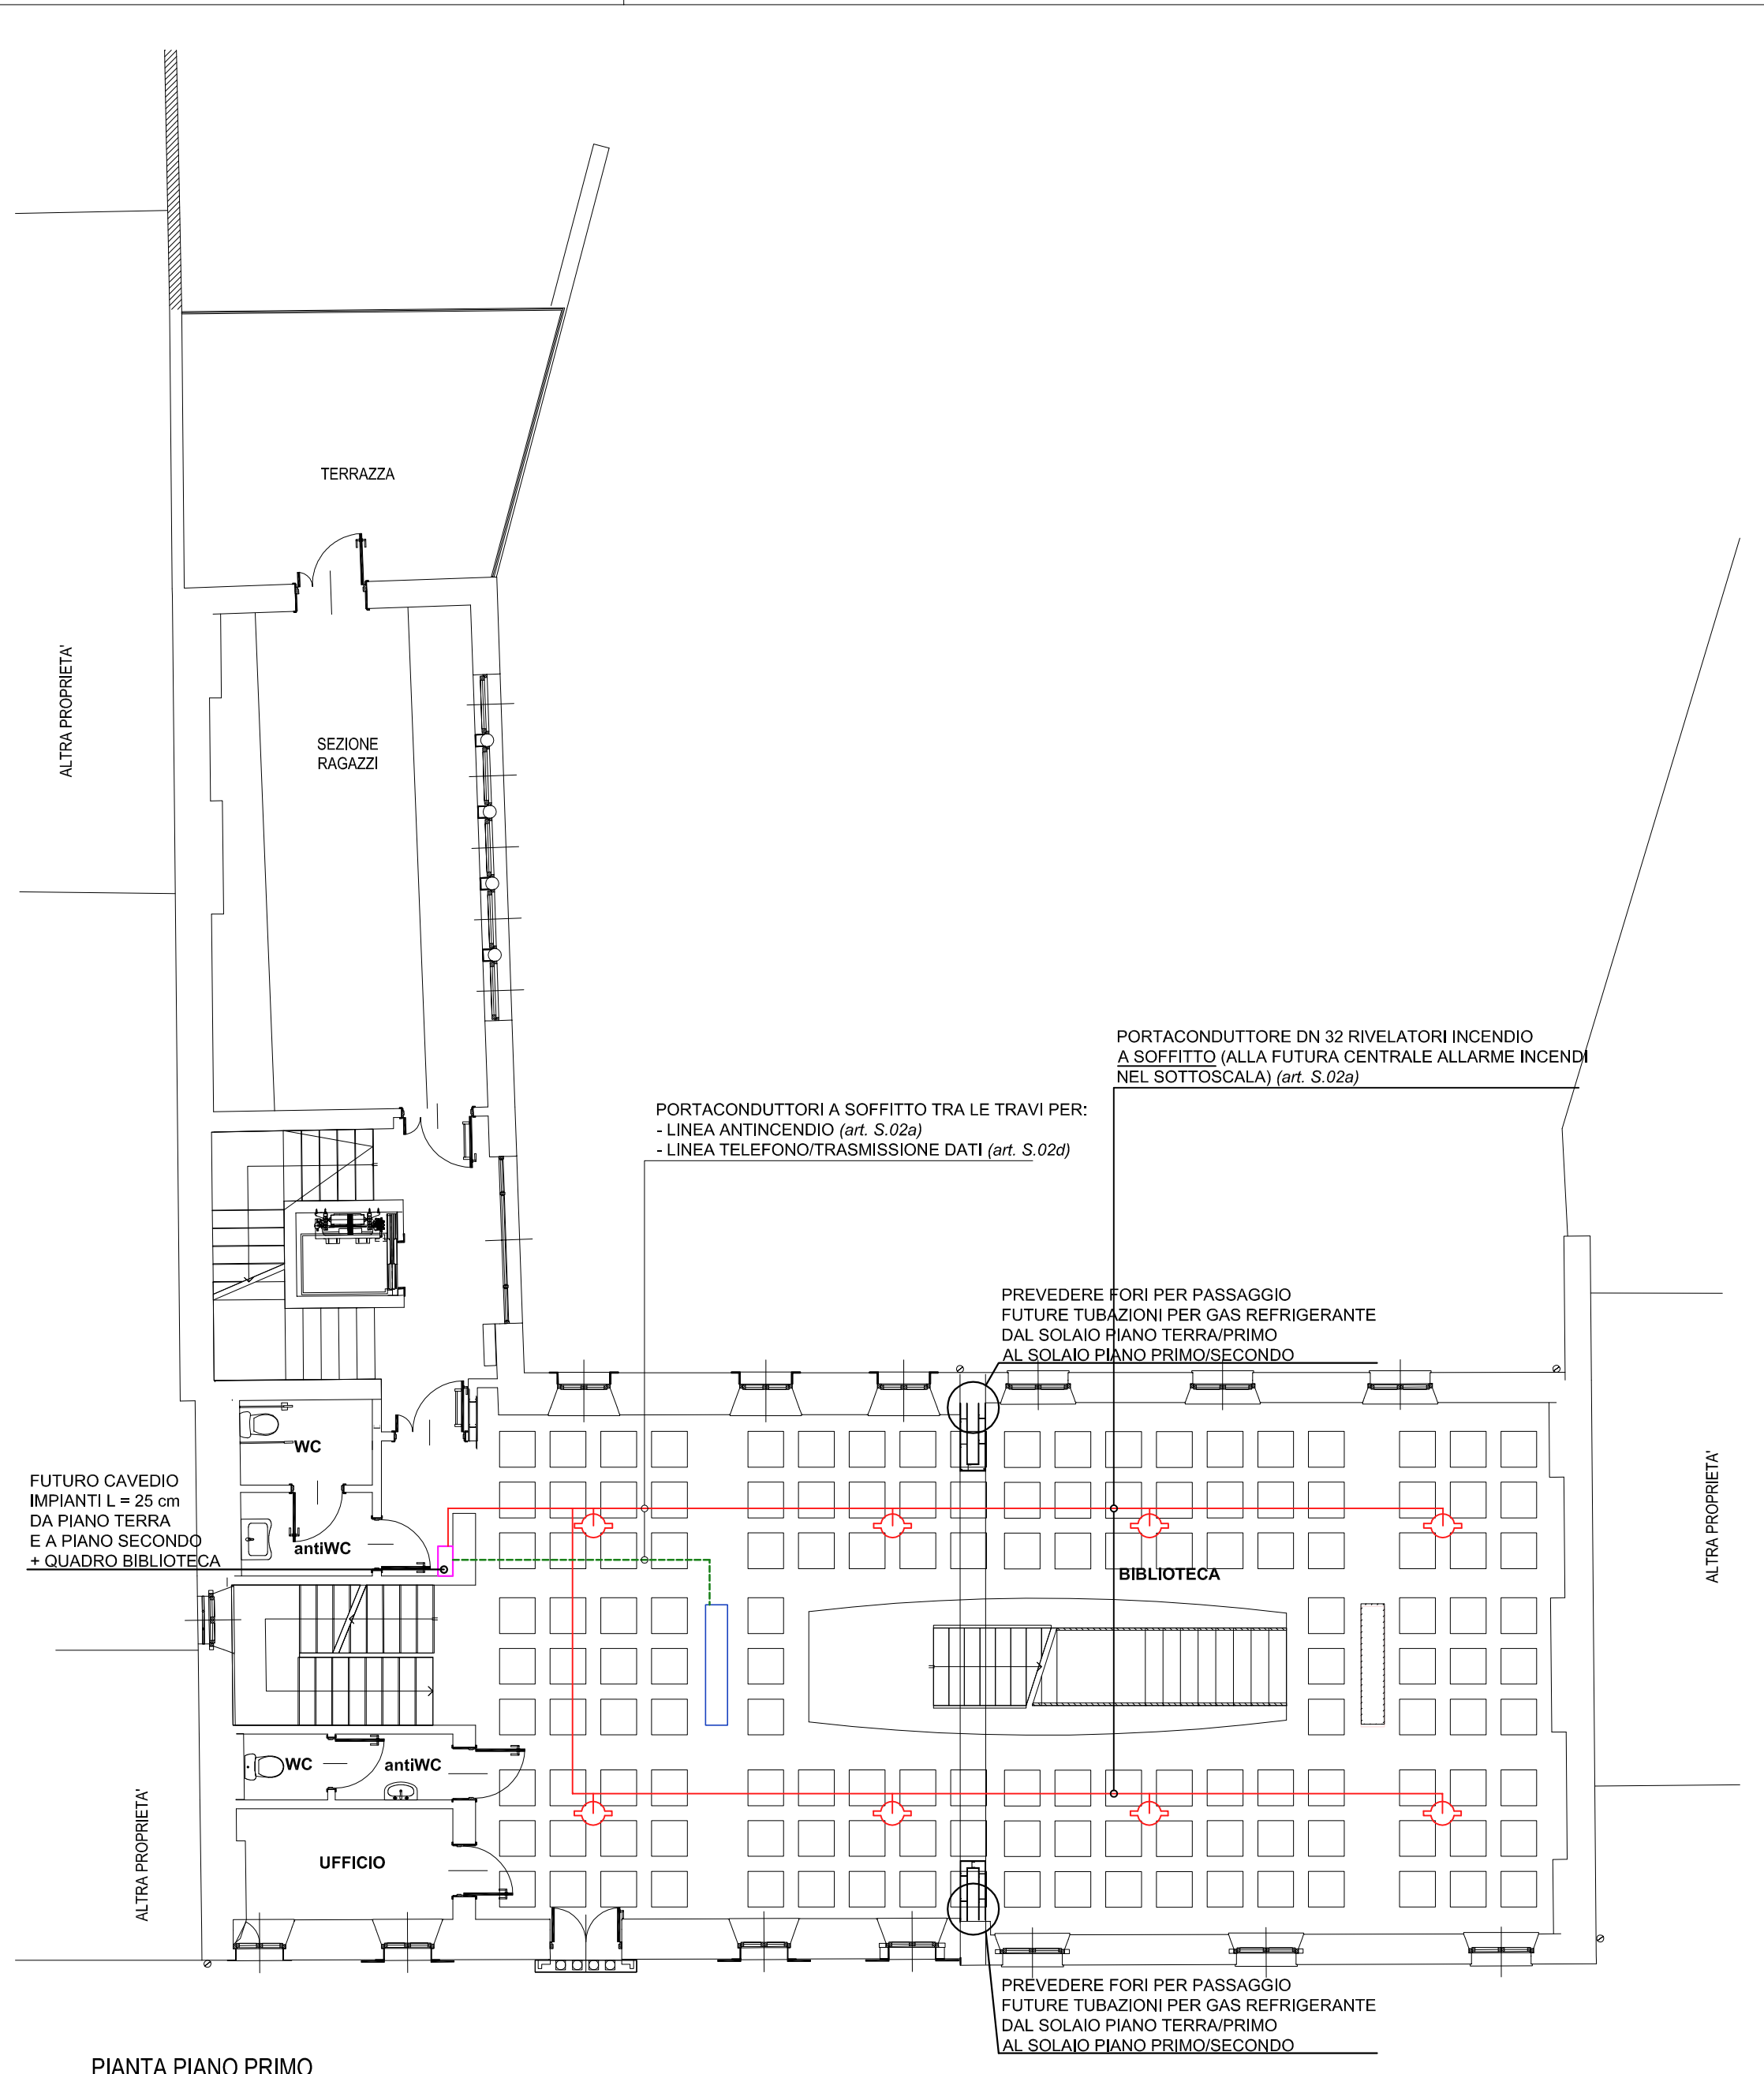 TERRAZZA
ALTRA PROPRIETA'
SEZIONE
RAGAZZI
PORTACONDUTTORE DN 32 RIVELATORI INCENDIO
A SOFFITTO (ALLA FUTURA CENTRALE ALLARME INCENDI
NEL SOTTOSCALA) (art. S.02a)
PORTACONDUTTORI A SOFFITTO TRA LE TRAVI PER:
- LINEA ANTINCENDIO (art. S.02a)
- LINEA TELEFONO/TRASMISSIONE DATI (art. S.02d)
PREVEDERE FORI PER PASSAGGIO
FUTURE TUBAZIONI PER GAS REFRIGERANTE
DAL SOLAIO PIANO TERRA/PRIMO
AL SOLAIO PIANO PRIMO/SECONDO
WC
FUTURO CAVEDIO
IMPIANTI L = 25 cm
DA PIANO TERRA
E A PIANO SECONDO
+ QUADRO BIBLIOTECA
antiWC
BIBLIOTECA
ALTRA PROPRIETA'
WC
antiWC
UFFICIO
ALTRA PROPRIETA'
PREVEDERE FORI PER PASSAGGIO
FUTURE TUBAZIONI PER GAS REFRIGERANTE
DAL SOLAIO PIANO TERRA/PRIMO
AL SOLAIO PIANO PRIMO/SECONDO
PIANTA PIANO PRIMO